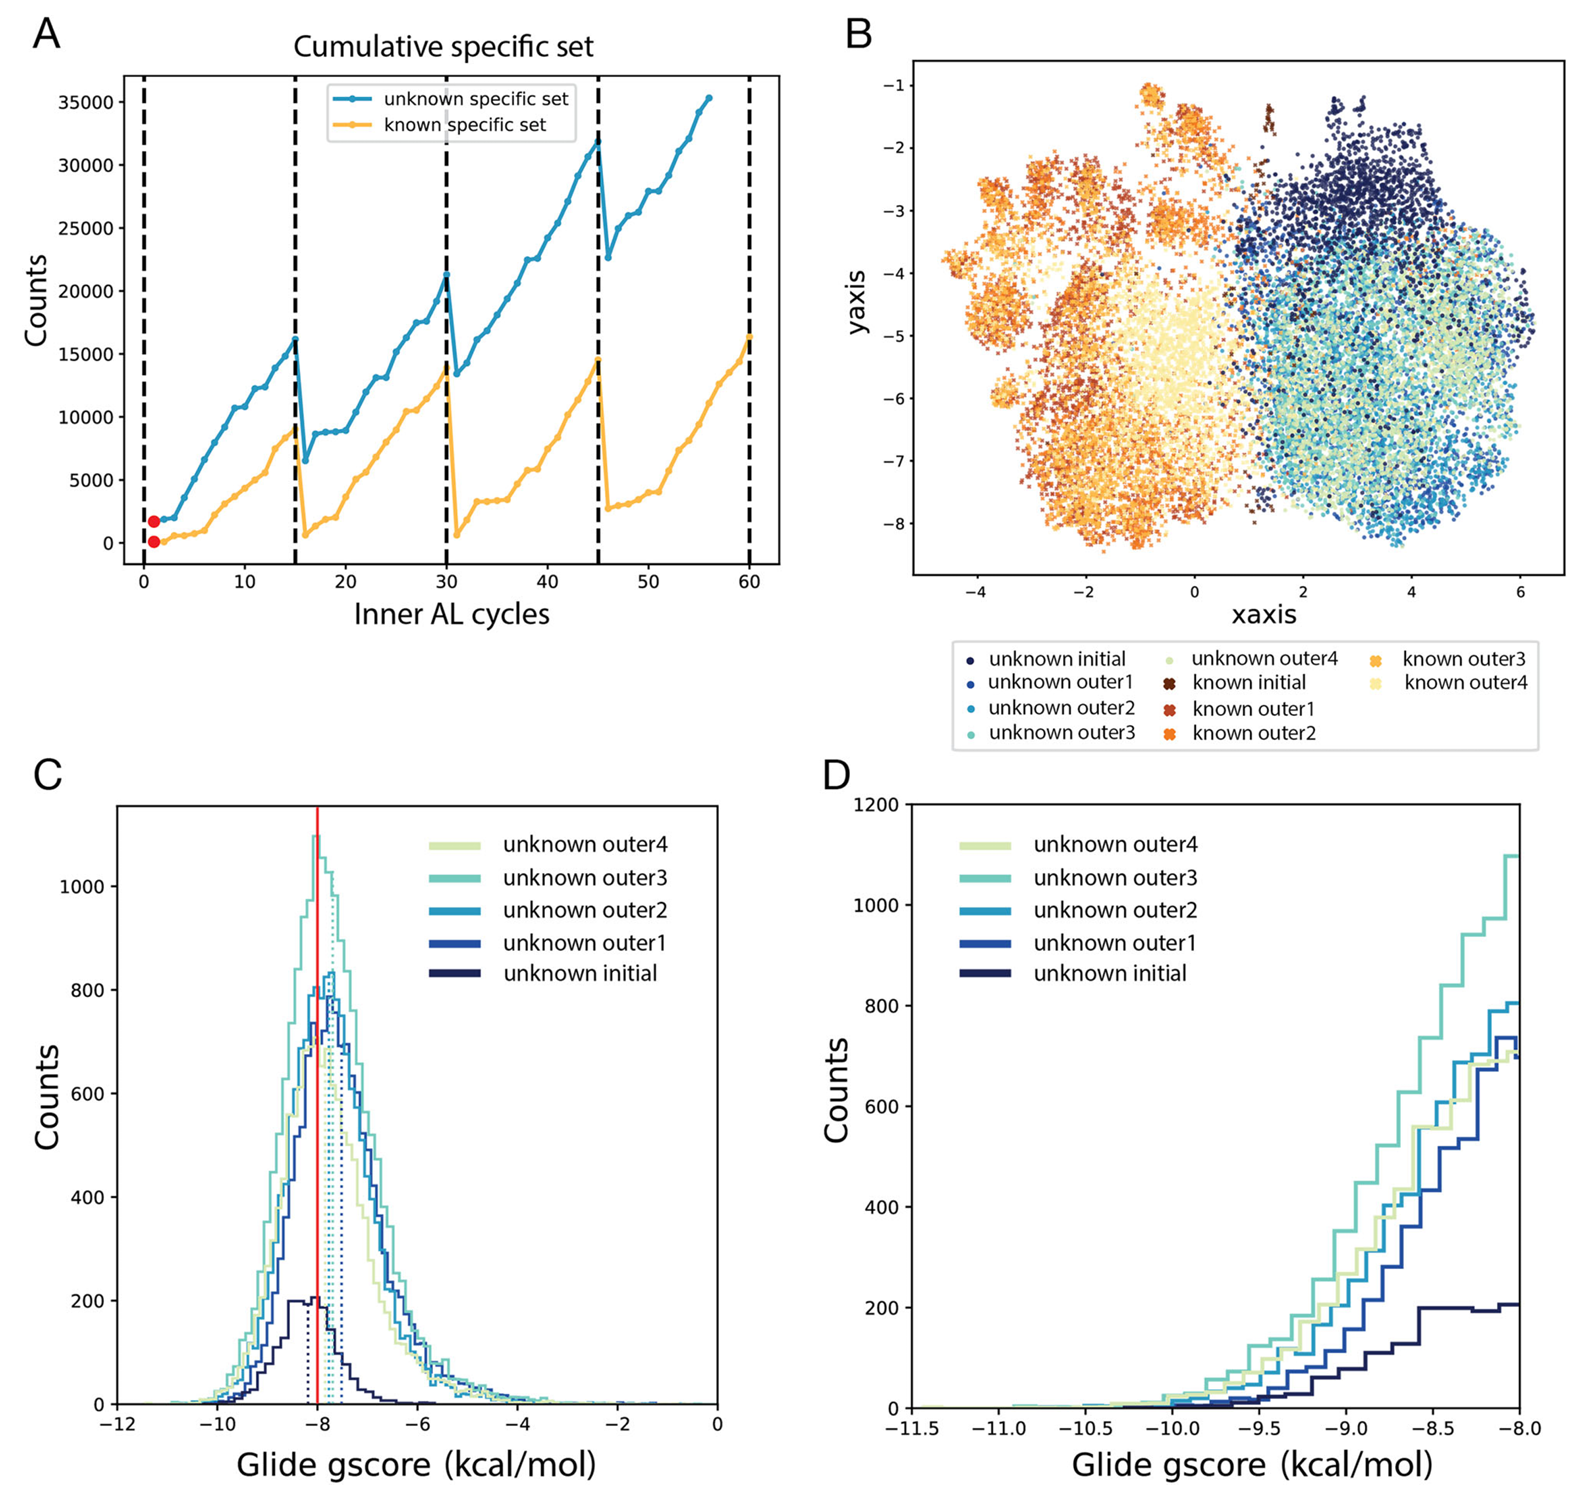 A
Cumulative specific set
unknown specific set
known specific set
35000
30000
25000
20000
15000
10000
5000
0
Counts
0 10 20 30 40 50 60
Inner AL cycles
B
−1
−2
−3
−4
−5
−6
−7
−8
yaxis
−4 −2 0 2 4 6
xaxis
unknown initial unknown outer4 known outer3
unknown outer1 known initial known outer4
unknown outer2 known outer1
unknown outer3 known outer2
C
unknown outer4
unknown outer3
unknown outer2
unknown outer1
unknown initial
1000
800
600
400
200
0
Counts
−12 −10 −8 −6 −4 −2 0
Glide gscore (kcal/mol)
D
unknown outer4
unknown outer3
unknown outer2
unknown outer1
unknown initial
1200
1000
800
600
400
200
0
Counts
−11.5 −11.0 −10.5 −10.0 −9.5 −9.0 −8.5 −8.0
Glide gscore (kcal/mol)